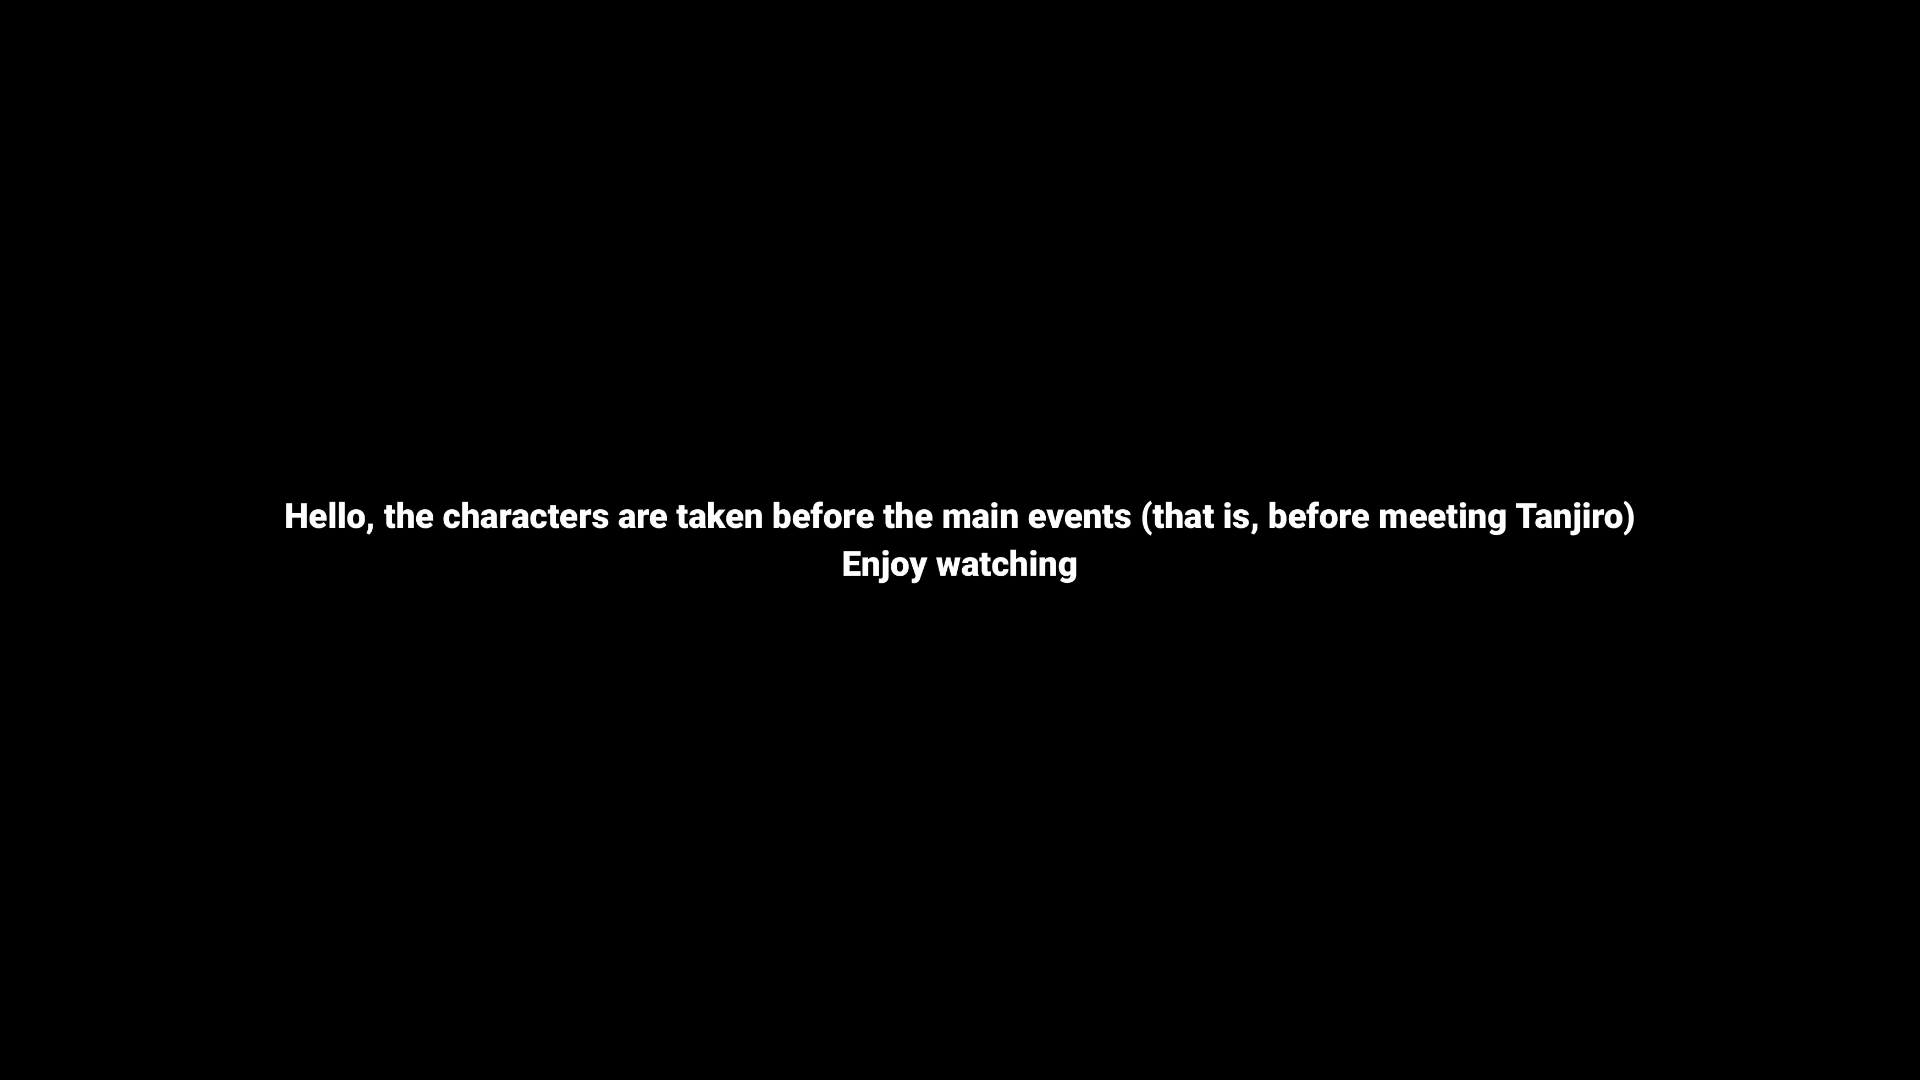 Hello, the characters are taken before the main events (that is, before meeting Tanjiro)
Enjoy watching